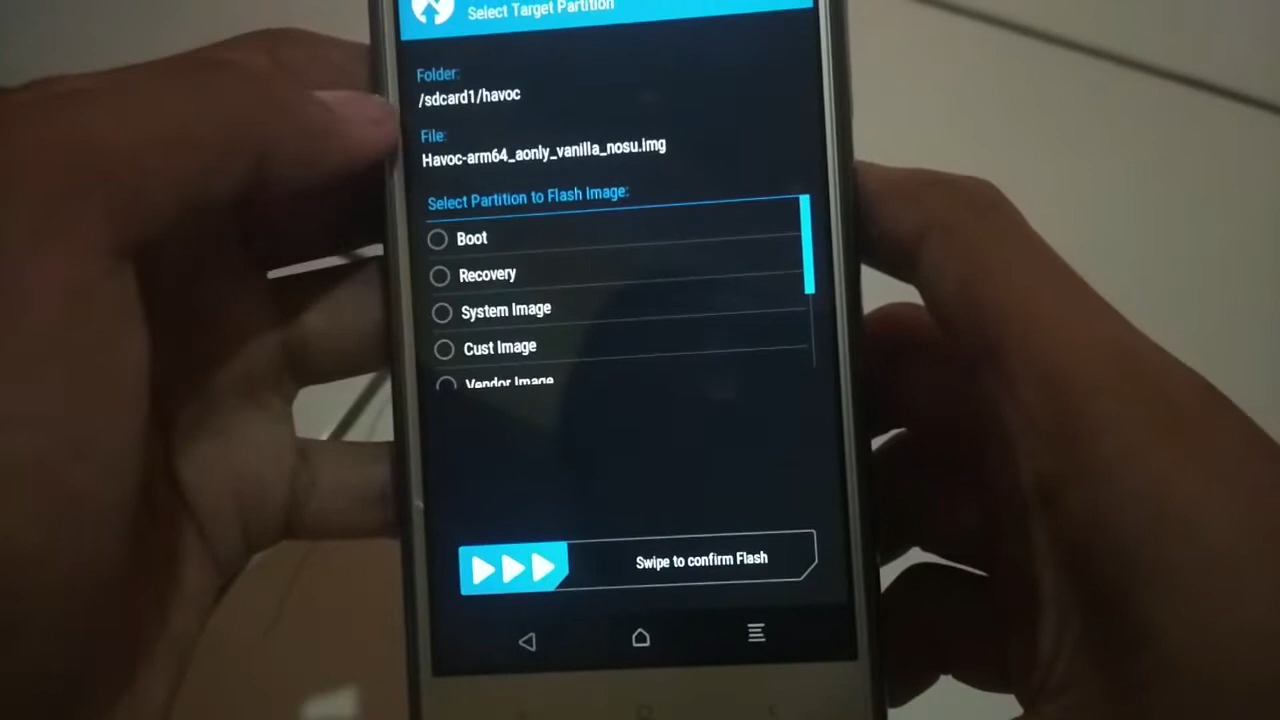 Select Target Partition
Folder:
/sdcard1/havoc
File:
Havoc-arm64_aonly_vanilla_nosu.img
Select Partition to Flash Image:
Boot
Recovery
System Image
Cust Image
Vendor Image
Swipe to confirm Flash